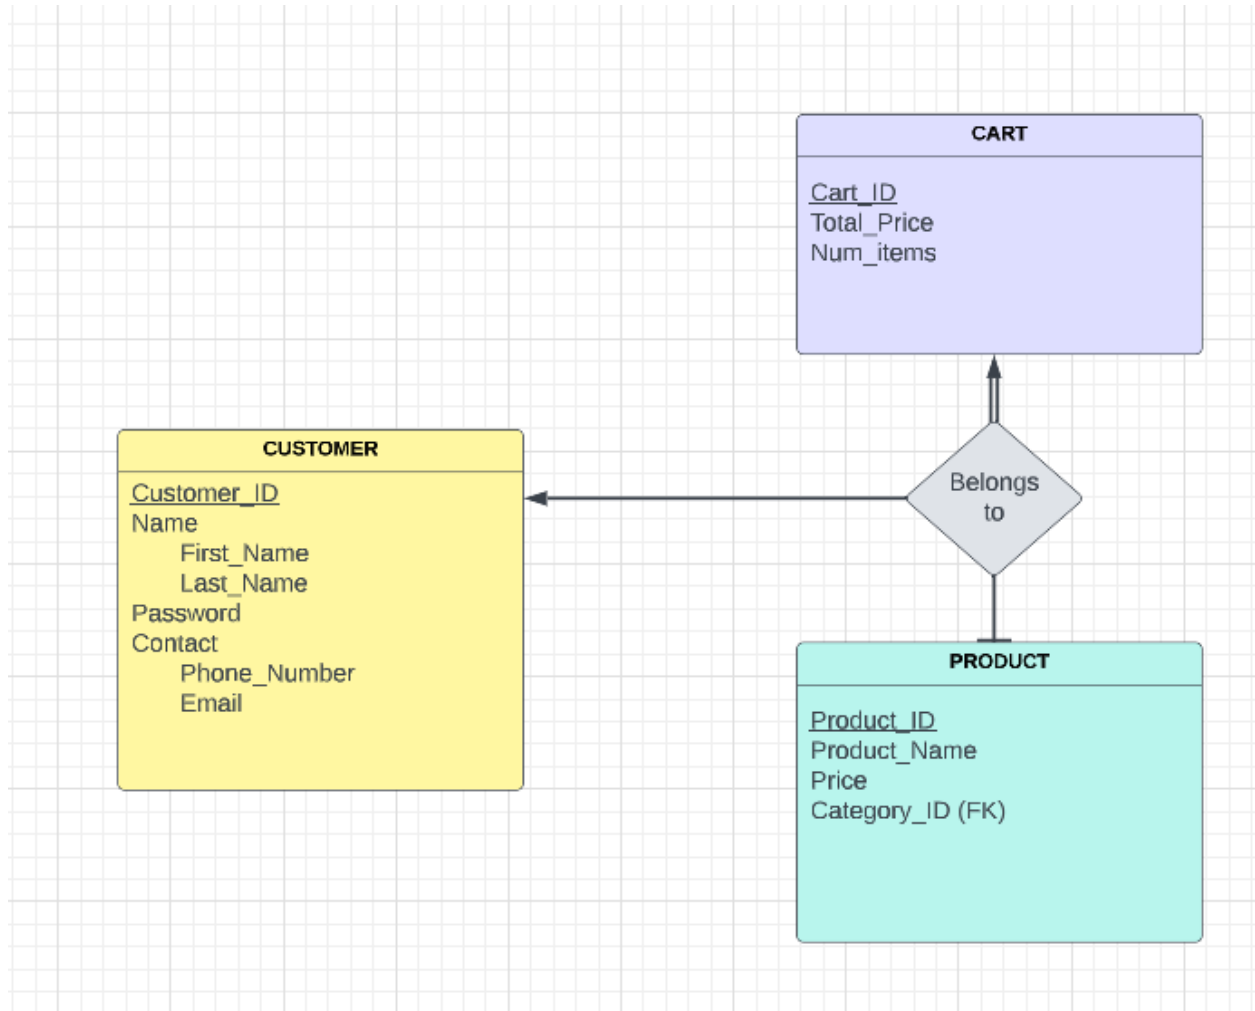 CART
Cart_ID
Total_Price
Num_items
CUSTOMER
Customer_ID
Name
First_Name
Last_Name
Password
Contact
Phone_Number
Email
Belongs
to
PRODUCT
Product_ID
Product_Name
Price
Category_ID (FK)